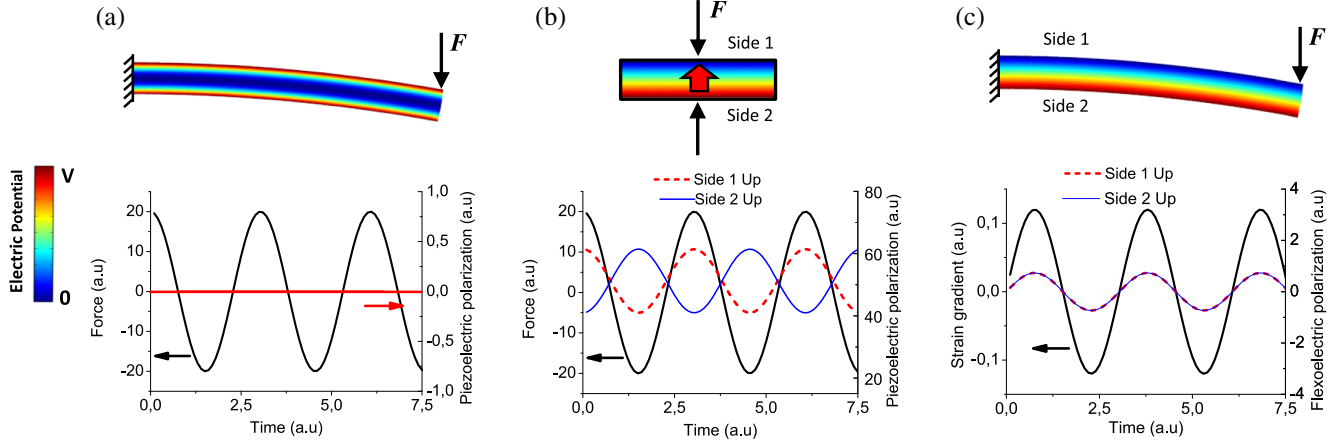 (a)
F
Electric Potential
V
0
Force (a.u)
20
10
0
-10
-20
1,0
0,5
0,0
-0,5
-1,0
Piezoelectric polarization (a.u)
0,0
2,5
5,0
7,5
Time (a.u)
(b)
F
Side 1
Side 2
Side 1 Up
Side 2 Up
Force (a.u)
20
10
0
-10
-20
80
60
40
20
Piezoelectric polarization (a.u)
0,0
2,5
5,0
7,5
Time (a.u)
(c)
Side 1
F
Side 2
Side 1 Up
Side 2 Up
Strain gradient (a.u)
0,1
0,0
-0,1
4
2
0
-2
-4
Flexoelectric polarization (a.u)
0,0
2,5
5,0
7,5
Time (a.u)